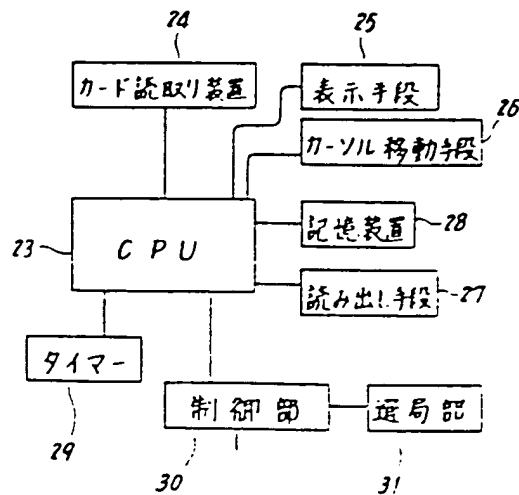 24
カード読取り装置
25
表示手段
26
カーソル移動手段
23
CPU
記憶装置
28
読み出し手段
27
タイマー
29
制御部
30
選局部
31